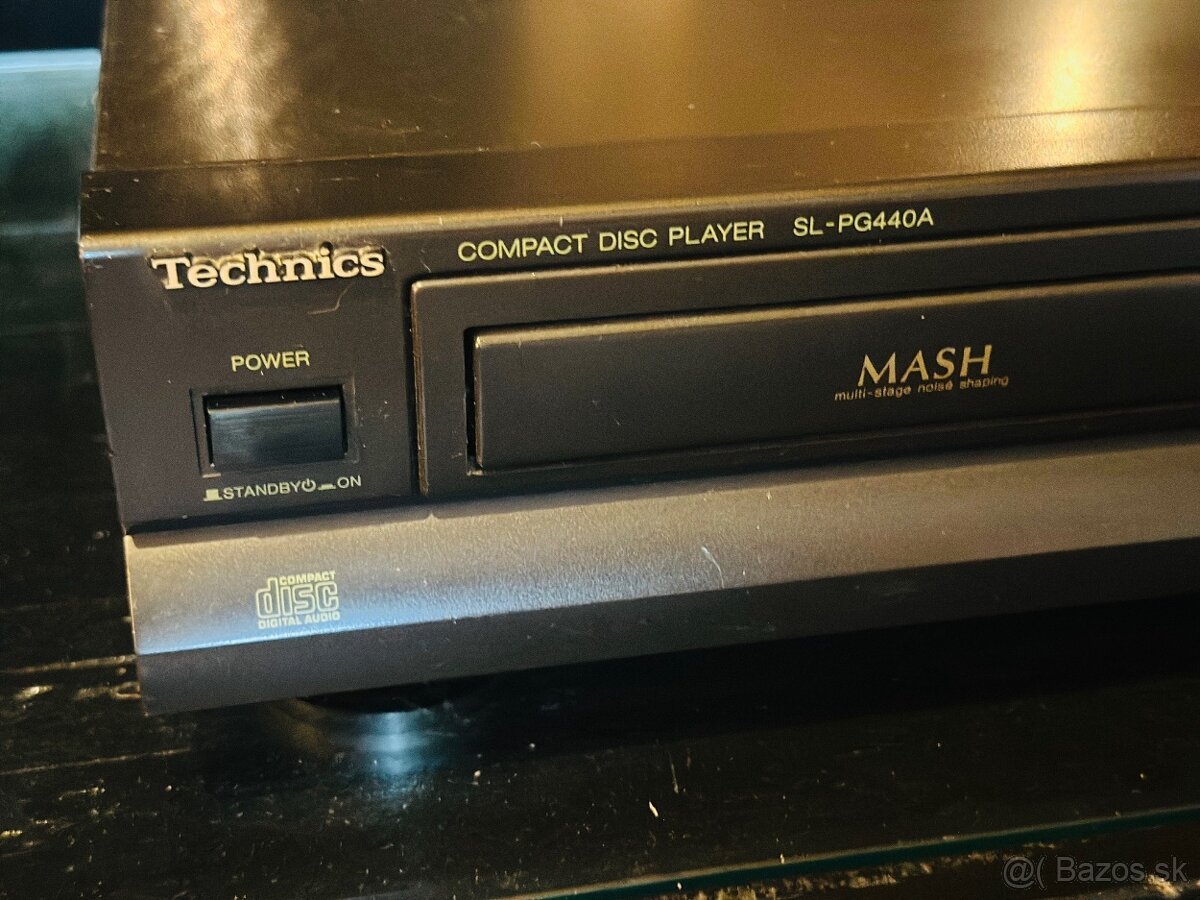 Technics
COMPACT DISC PLAYER SL-PG440A
POWER
STANDBY ON
MASH
multi-stage noise shaping
COMPACT
disc
DIGITAL AUDIO
@( Bazos.sk